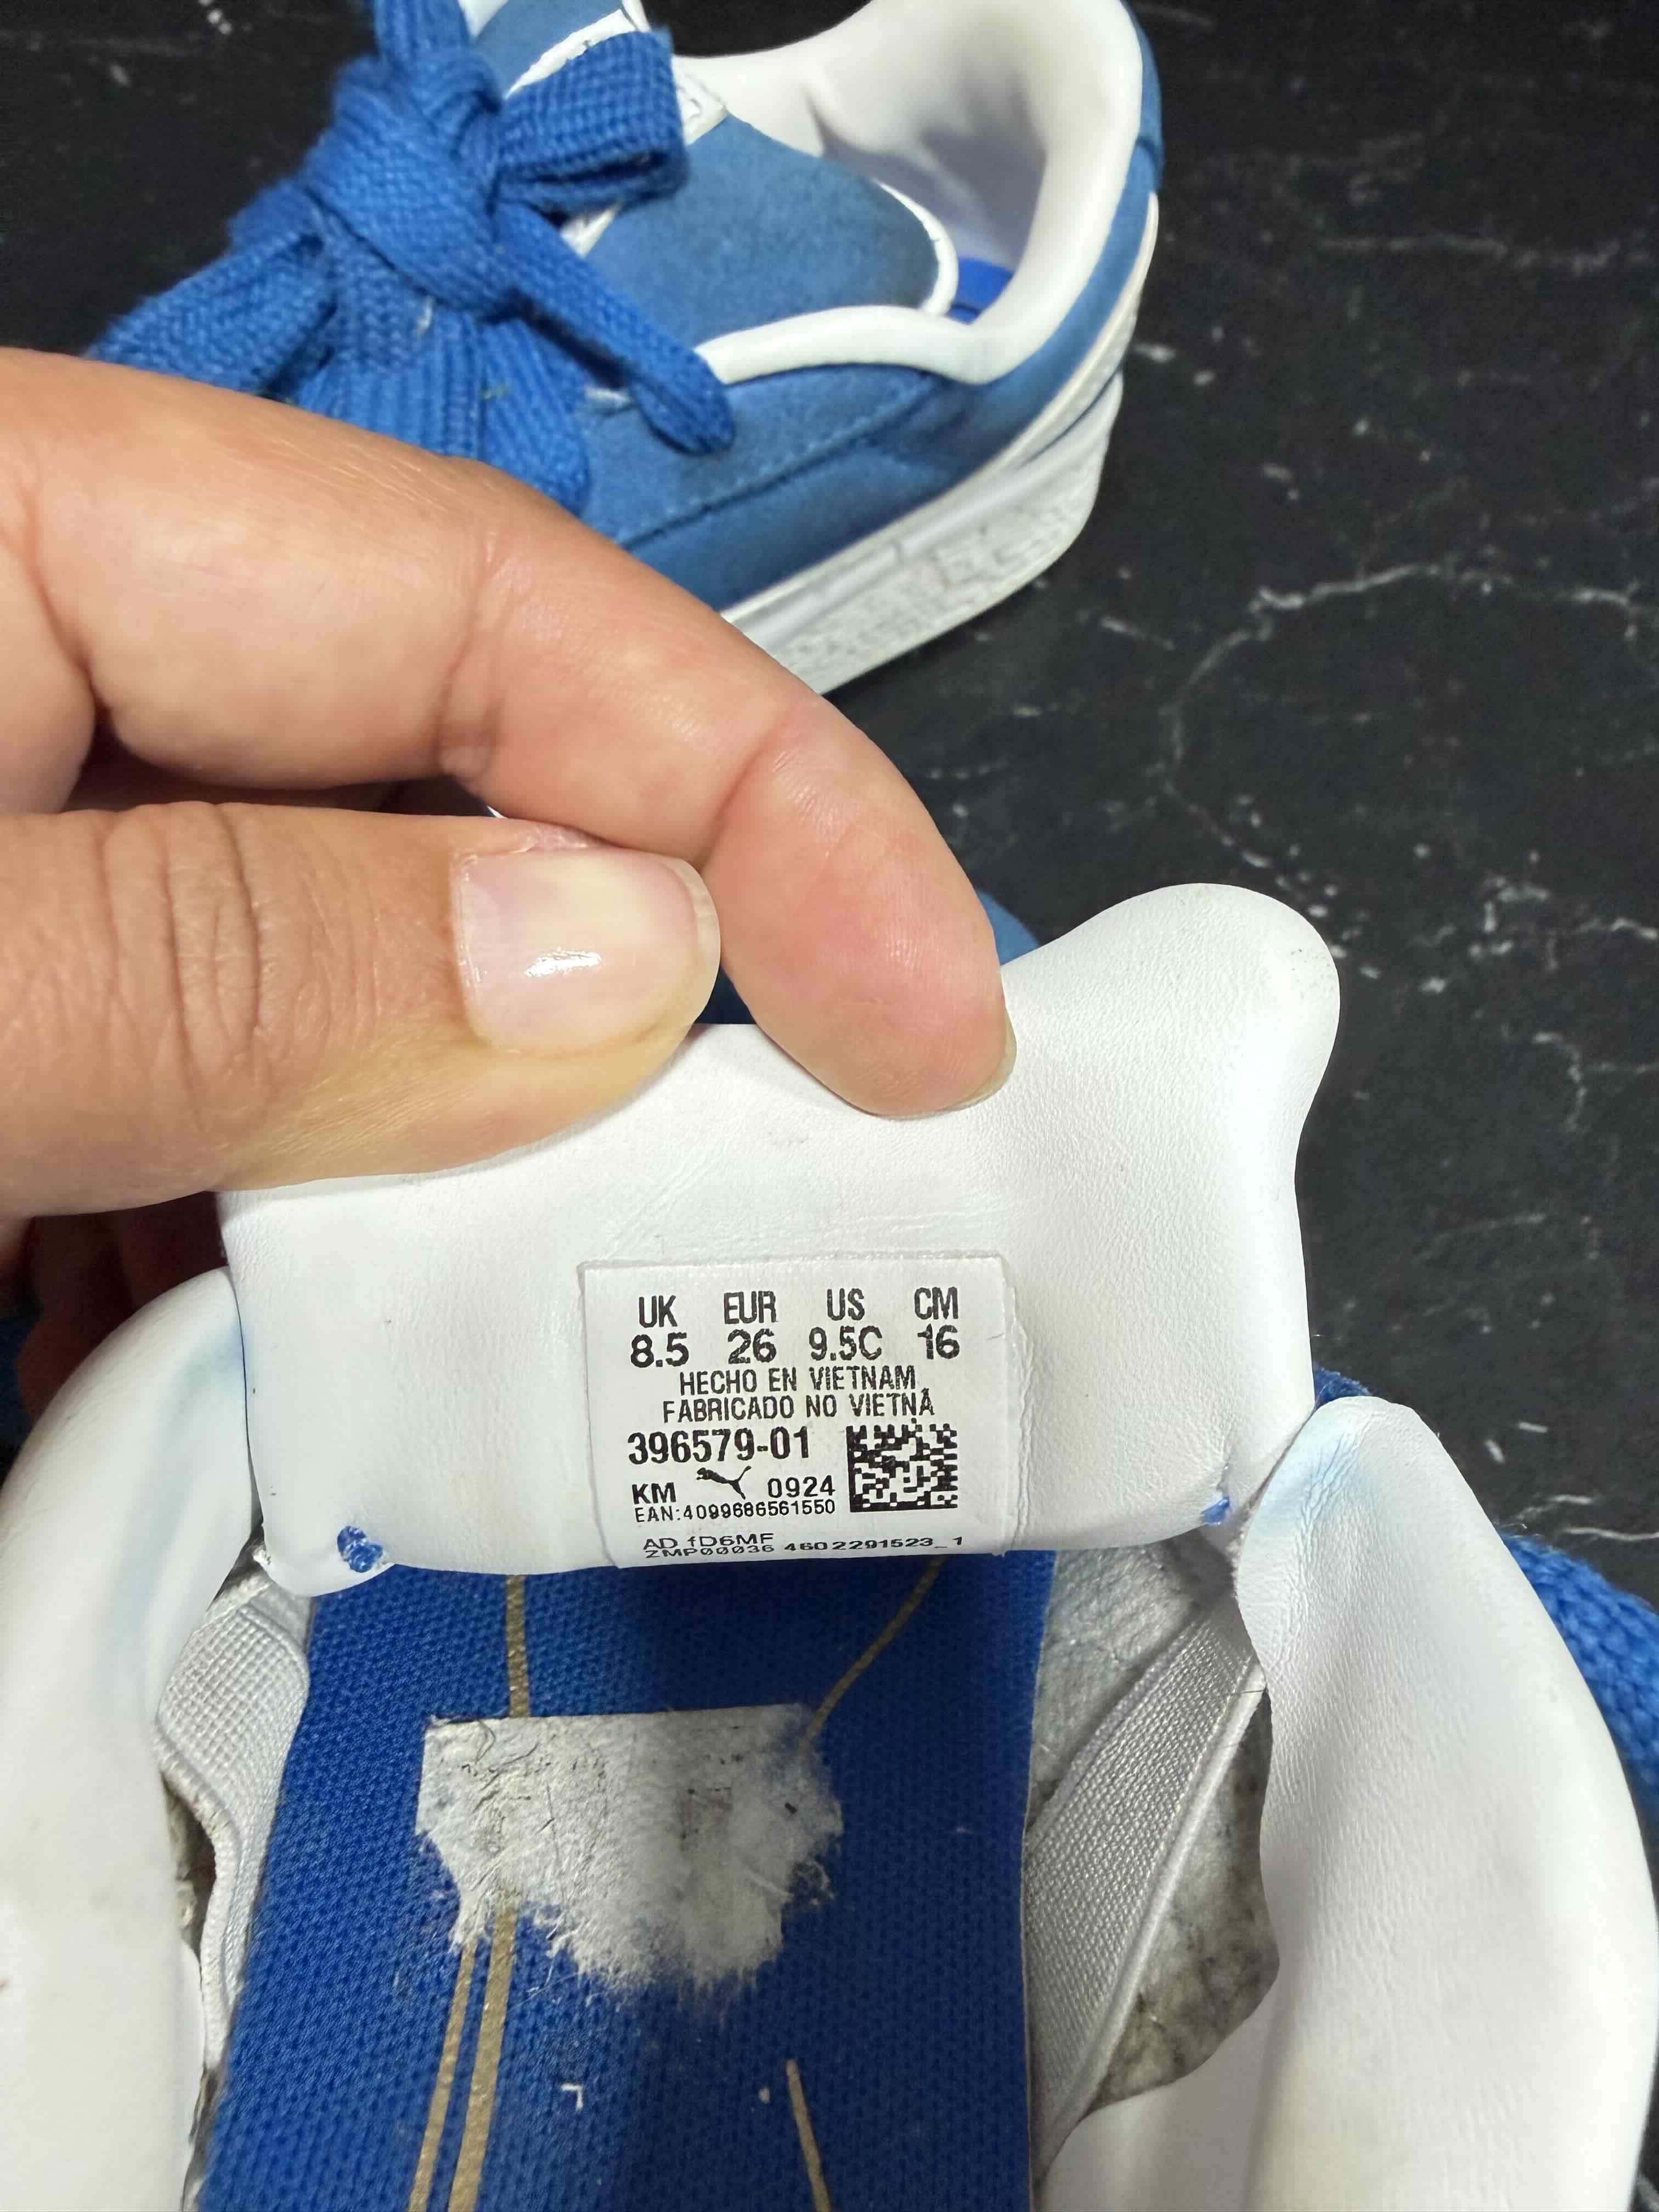 UK EUR US CM
8.5 26 9.5C 16
HECHO EN VIETNAM
FABRICADO NO VIETNÃ
396579-01
KM 0924
EAN:4099686561550
AD 1D6MF
ZMP00036 4602291523_1